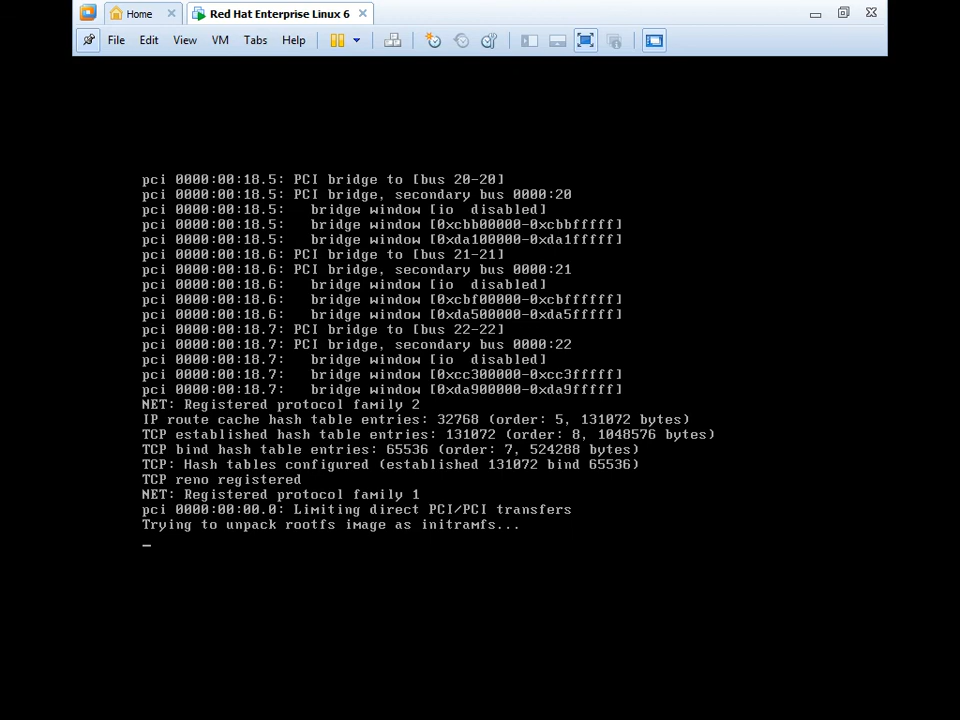 Home
Red Hat Enterprise Linux 6
File Edit View VM Tabs Help
pci 0000:00:18.5: PCI bridge to [bus 20-20]
pci 0000:00:18.5: PCI bridge, secondary bus 0000:20
pci 0000:00:18.5:   bridge window [io  disabled]
pci 0000:00:18.5:   bridge window [0xcbb00000-0xcbbfffff]
pci 0000:00:18.5:   bridge window [0xda100000-0xda1fffff]
pci 0000:00:18.6: PCI bridge to [bus 21-21]
pci 0000:00:18.6: PCI bridge, secondary bus 0000:21
pci 0000:00:18.6:   bridge window [io  disabled]
pci 0000:00:18.6:   bridge window [0xcbf00000-0xcbffffff]
pci 0000:00:18.6:   bridge window [0xda500000-0xda5fffff]
pci 0000:00:18.7: PCI bridge to [bus 22-22]
pci 0000:00:18.7: PCI bridge, secondary bus 0000:22
pci 0000:00:18.7:   bridge window [io  disabled]
pci 0000:00:18.7:   bridge window [0xcc300000-0xcc3fffff]
pci 0000:00:18.7:   bridge window [0xda900000-0xda9fffff]
NET: Registered protocol family 2
IP route cache hash table entries: 32768 (order: 5, 131072 bytes)
TCP established hash table entries: 131072 (order: 8, 1048576 bytes)
TCP bind hash table entries: 65536 (order: 7, 524288 bytes)
TCP: Hash tables configured (established 131072 bind 65536)
TCP reno registered
NET: Registered protocol family 1
pci 0000:00:00.0: Limiting direct PCI/PCI transfers
Trying to unpack rootfs image as initramfs...
_